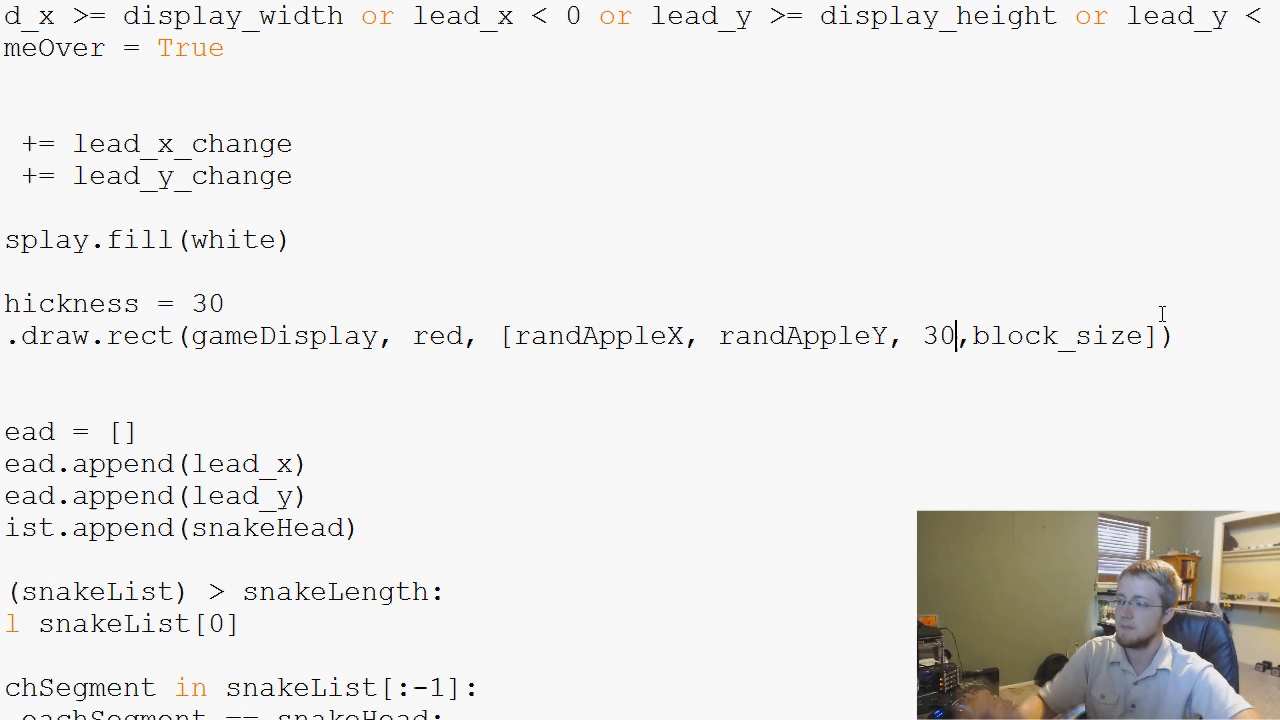 d_x >= display_width or lead_x < 0 or lead_y >= display_height or lead_y <
meOver = True
+= lead_x_change
+= lead_y_change
splay.fill(white)
hickness = 30
.draw.rect(gameDisplay, red, [randAppleX, randAppleY, 30,block_size])
ead = []
ead.append(lead_x)
ead.append(lead_y)
ist.append(snakeHead)
(snakeList) > snakeLength:
l snakeList[0]
chSegment in snakeList[:-1]:
eachSegment == snakeHead: